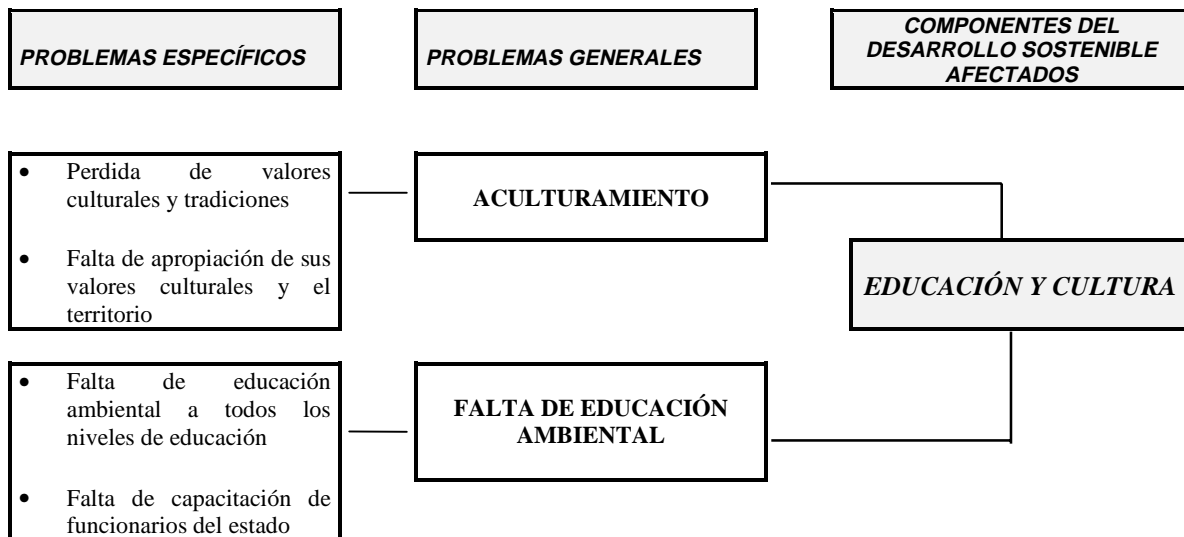 PROBLEMAS ESPECÍFICOS
PROBLEMAS GENERALES
COMPONENTES DEL
DESARROLLO SOSTENIBLE
AFECTADOS
• Perdida de valores
culturales y tradiciones
• Falta de apropiación de sus
valores culturales y el
territorio
ACULTURAMIENTO
EDUCACIÓN Y CULTURA
• Falta de educación
ambiental a todos los
niveles de educación
• Falta de capacitación de
funcionarios del estado
FALTA DE EDUCACIÓN
AMBIENTAL